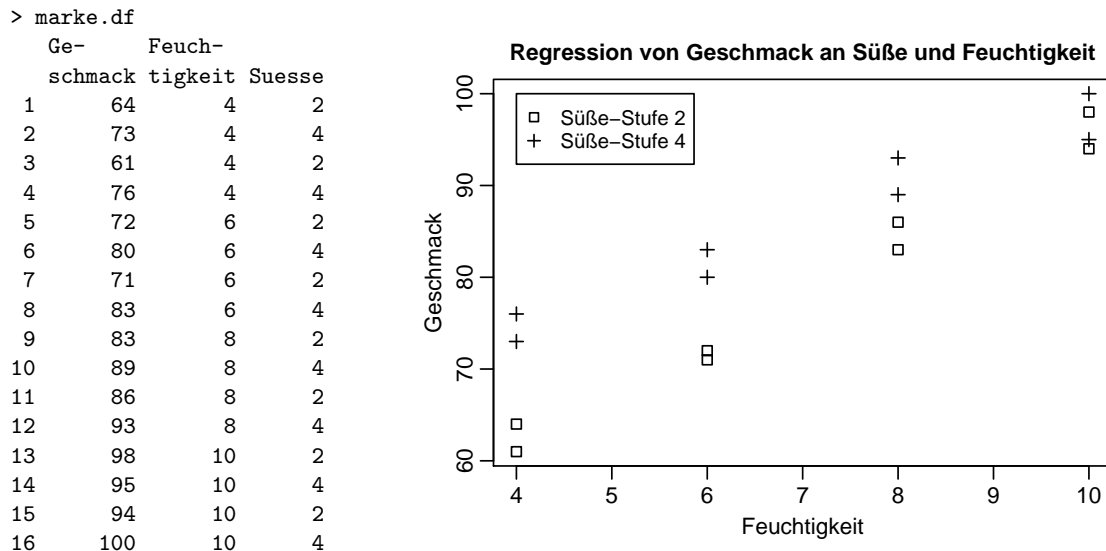 > marke.df
Ge- Feuch-
schmack tigkeit Suesse
1 64 4 2
2 73 4 4
3 61 4 2
4 76 4 4
5 72 6 2
6 80 6 4
7 71 6 2
8 83 6 4
9 83 8 2
10 89 8 4
11 86 8 2
12 93 8 4
13 98 10 2
14 95 10 4
15 94 10 2
16 100 10 4
Regression von Geschmack an Süße und Feuchtigkeit
Süße−Stufe 2
Süße−Stufe 4
100
90
80
70
60
Geschmack
4 5 6 7 8 9 10
Feuchtigkeit